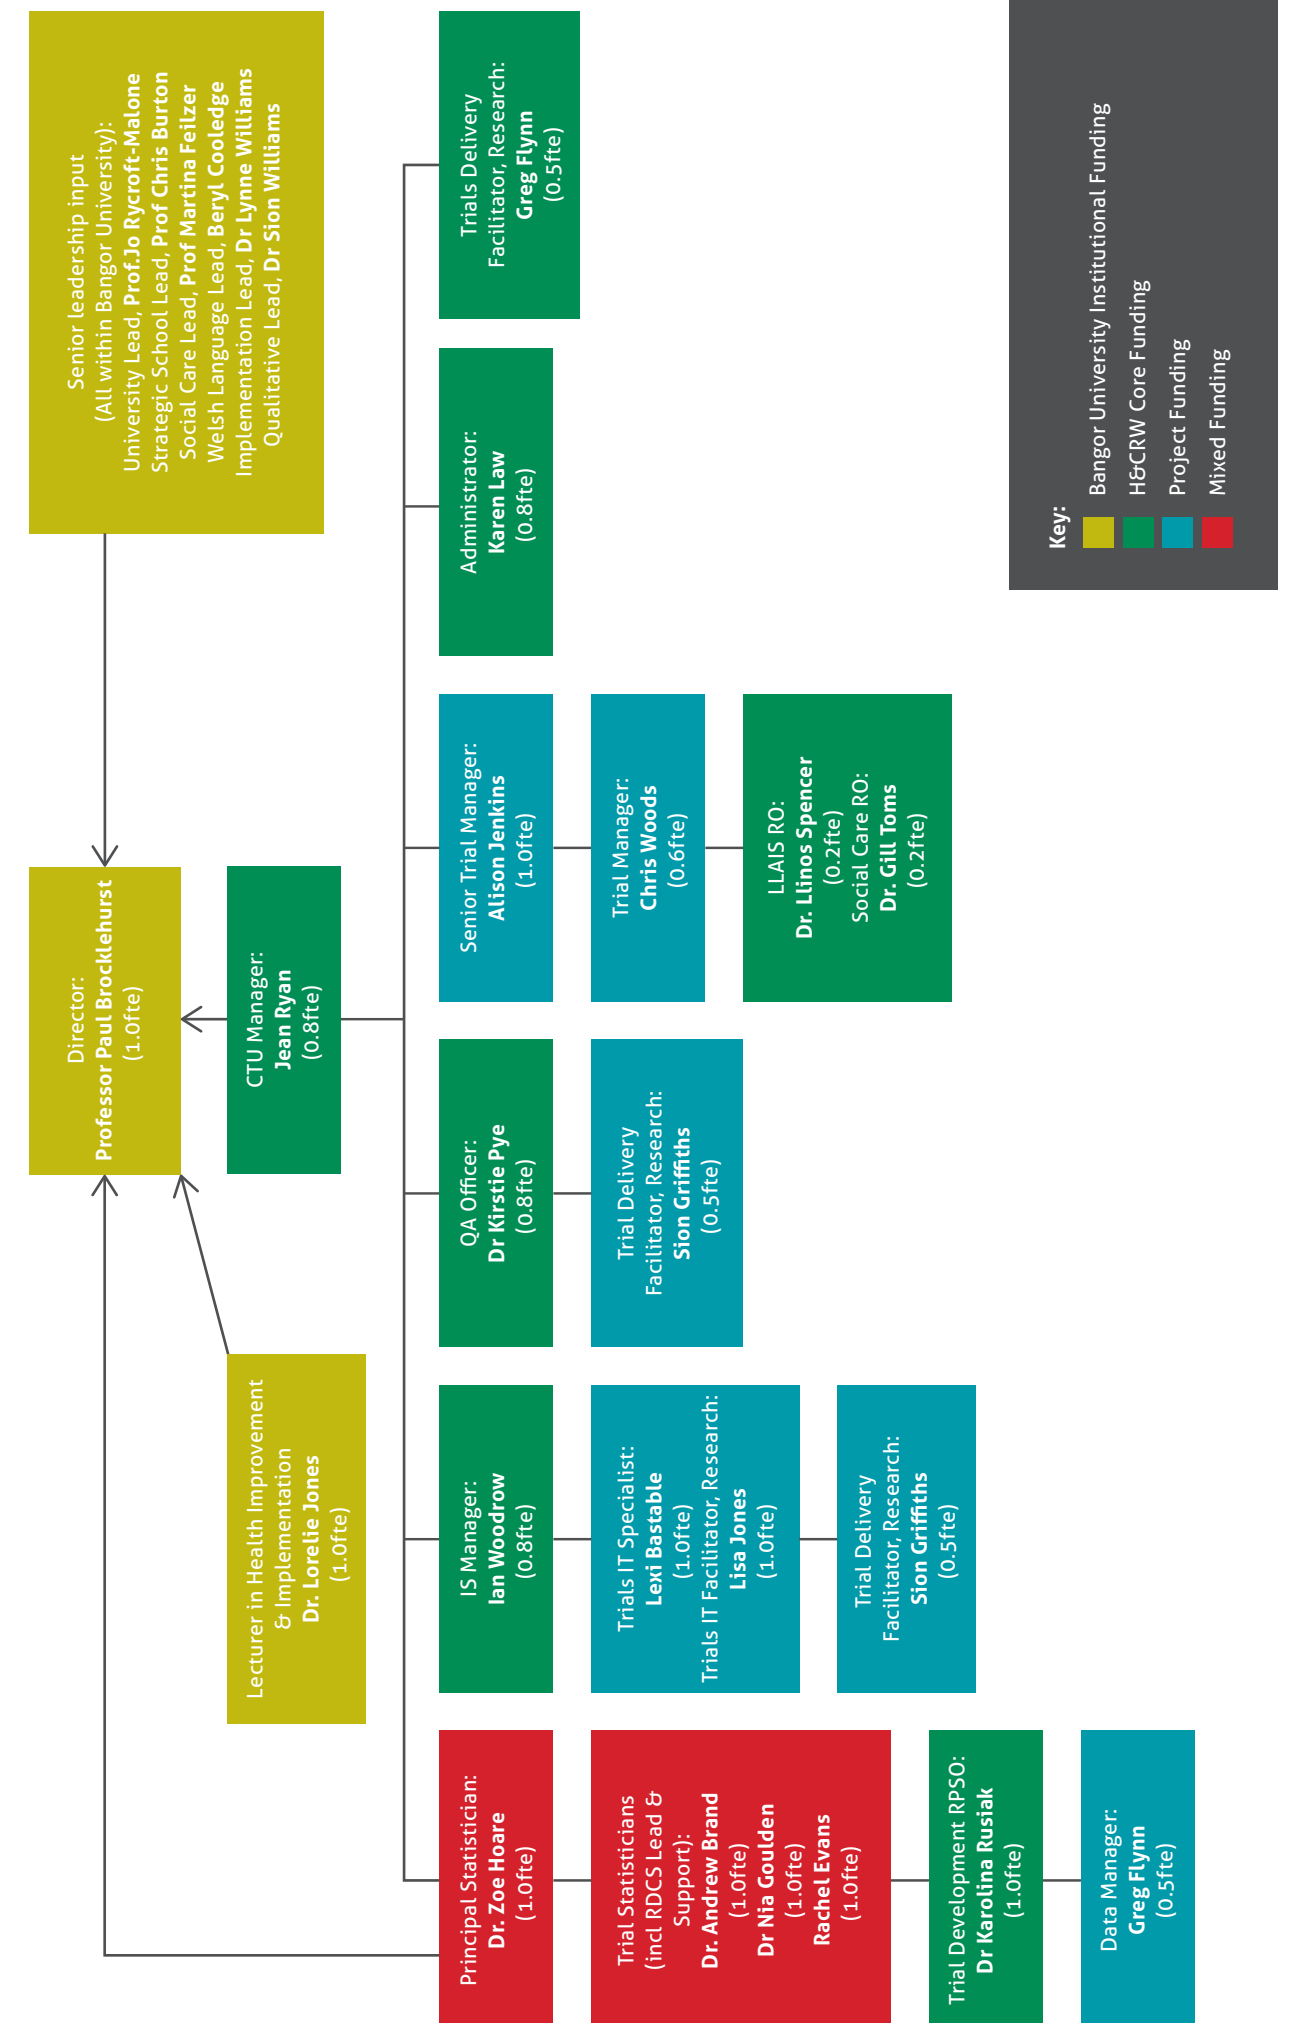 Senior leadership input
(All within Bangor University):
University Lead, Prof.Jo Rycroft-Malone
Strategic School Lead, Prof Chris Burton
Social Care Lead, Prof Martina Feilzer
Welsh Language Lead, Beryl Cooledge
Implementation Lead, Dr Lynne Williams
Qualitative Lead, Dr Sion Williams
Director:
Professor Paul Brocklehurst
(1.0fte)
CTU Manager:
Jean Ryan
(0.8fte)
Lecturer in Health Improvement
& Implementation
Dr. Lorelie Jones
(1.0fte)
Principal Statistician:
Dr. Zoe Hoare
(1.0fte)
Trial Statisticians
(incl RDCS Lead &
Support):
Dr. Andrew Brand
(1.0fte)
Dr Nia Goulden
(1.0fte)
Rachel Evans
(1.0fte)
Trial Development RPSO:
Dr Karolina Rusiak
(1.0fte)
Data Manager:
Greg Flynn
(0.5fte)
IS Manager:
Ian Woodrow
(0.8fte)
Trials IT Specialist:
Lexi Bastable
(1.0fte)
Trials IT Facilitator, Research:
Lisa Jones
(1.0fte)
Trial Delivery
Facilitator, Research:
Sion Griffiths
(0.5fte)
QA Officer:
Dr Kirstie Pye
(0.8fte)
Trial Delivery
Facilitator, Research:
Sion Griffiths
(0.5fte)
Senior Trial Manager:
Alison Jenkins
(1.0fte)
Trial Manager:
Chris Woods
(0.6fte)
LLAIS RO:
Dr. Llinos Spencer
(0.2fte)
Social Care RO:
Dr. Gill Toms
(0.2fte)
Administrator:
Karen Law
(0.8fte)
Trials Delivery
Facilitator, Research:
Greg Flynn
(0.5fte)
Key:
Bangor University Institutional Funding
H&CRW Core Funding
Project Funding
Mixed Funding